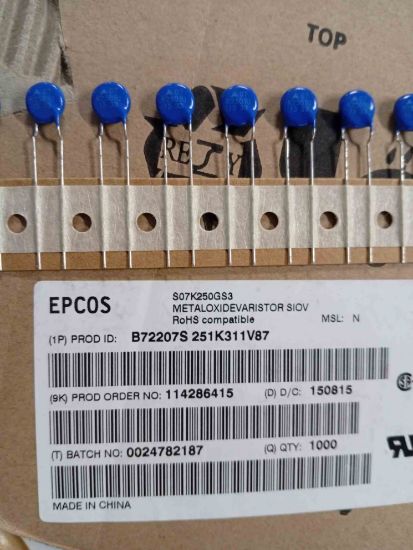 TOP
S07K250GS3
EPCOS
METALOXIDEVARISTOR SIOV
RoHS compatible
MSL: N
(1P) PROD ID: B72207S 251K311V87
(9K) PROD ORDER NO: 114286415 (D) D/C: 150815
(T) BATCH NO: 0024782187 (Q) QTY: 1000
MADE IN CHINA